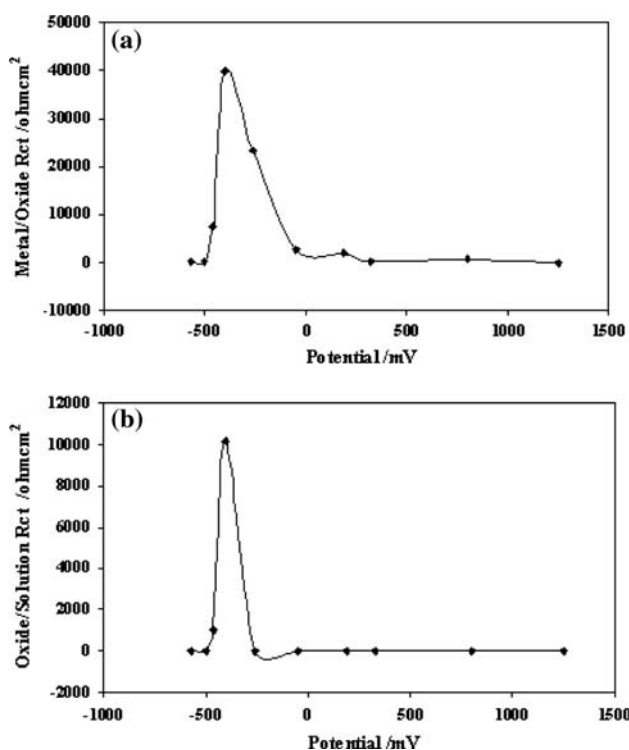 (a)
Metal/Oxide Rct /ohmcm²
50000
40000
30000
20000
10000
0
-10000
-1000 -500 0 500 1000 1500
Potential /mV
(b)
Oxide/Solution Rct /ohmcm²
12000
10000
8000
6000
4000
2000
0
-2000
-1000 -500 0 500 1000 1500
Potential /mV